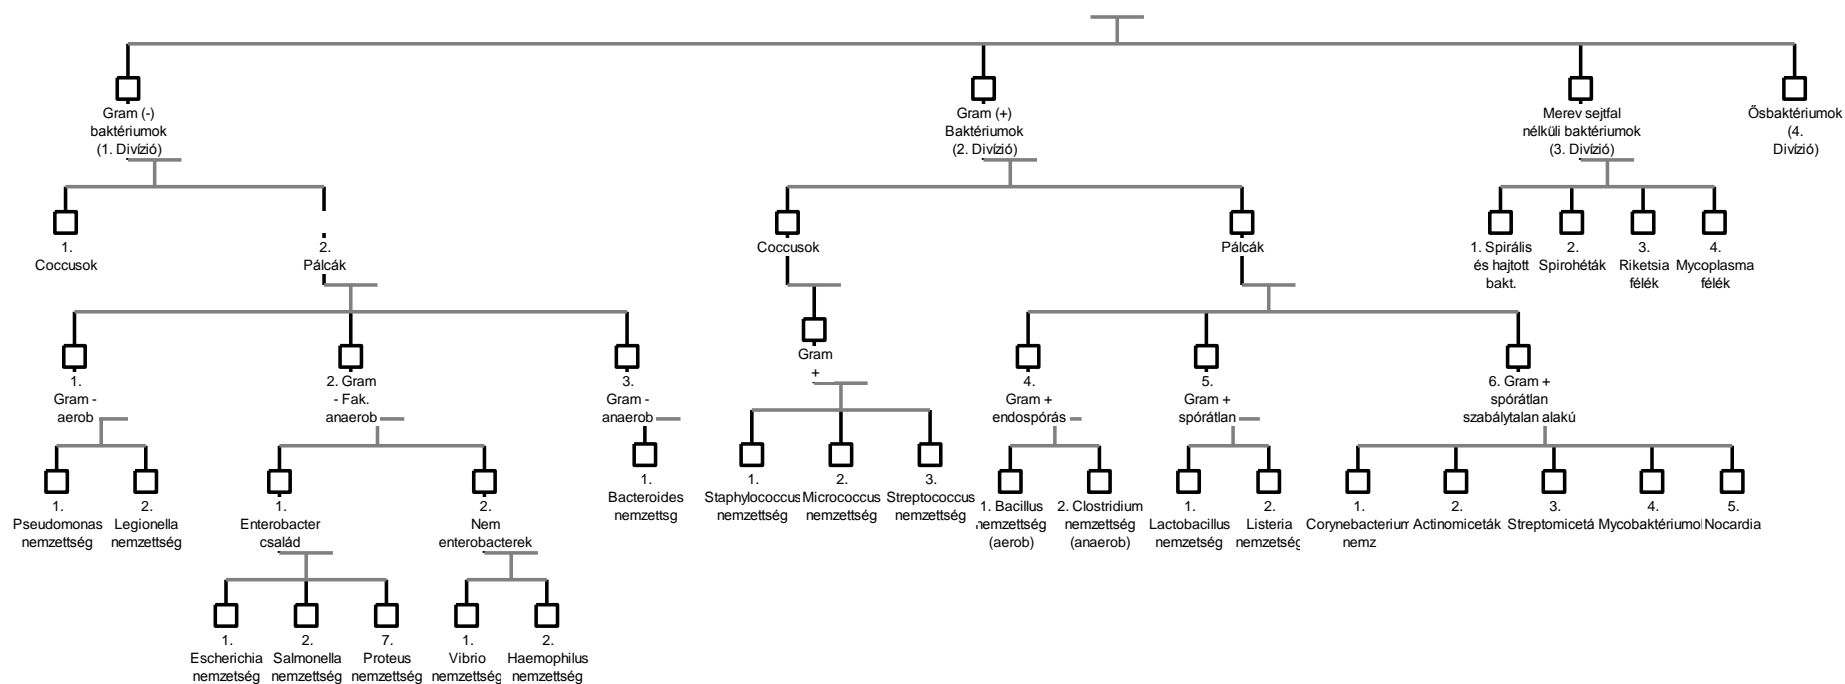 Gram (-)
baktériumok
(1. Divízió)
Gram (+)
Baktériumok
(2. Divízió)
Merev sejtfal
nélküli baktériumok
(3. Divízió)
Ősbaktériumok
(4.
Divízió)
1.
Coccusok
2.
Pálcák
Coccusok
Pálcák
1. Spirális
és hajtott
bakt.
2.
Spirohéták
3.
Riketsia
félék
4.
Mycoplasma
félék
1.
Gram -
aerob
2. Gram
- Fak.
anaerob
3.
Gram -
anaerob
Gram
+
4.
Gram +
endospórás
5.
Gram +
spórátlan
6. Gram +
spórátlan
szabálytalan alakú
1.
Pseudomonas
nemzettség
2.
Legionella
nemzettség
1.
Enterobacter
család
2.
Nem
enterobacterek
1.
Bacteroides
nemzettsg
1.
Staphylococcus
nemzettség
2.
Micrococcus
nemzettség
3.
Streptococcus
nemzettség
1. Bacillus
nemzettség
(aerob)
2. Clostridium
nemzettség
(anaerob)
1.
Lactobacillus
nemzetség
2.
Listeria
nemzetség
1.
Corynebacterium
nemz
2.
Actinomiceták
3.
Streptomicetá
4.
Mycobaktériumo
5.
Nocardia
1.
Escherichia
nemzetség
2.
Salmonella
nemzettség
7.
Proteus
nemzettség
1.
Vibrio
nemzettség
2.
Haemophilus
nemzettség